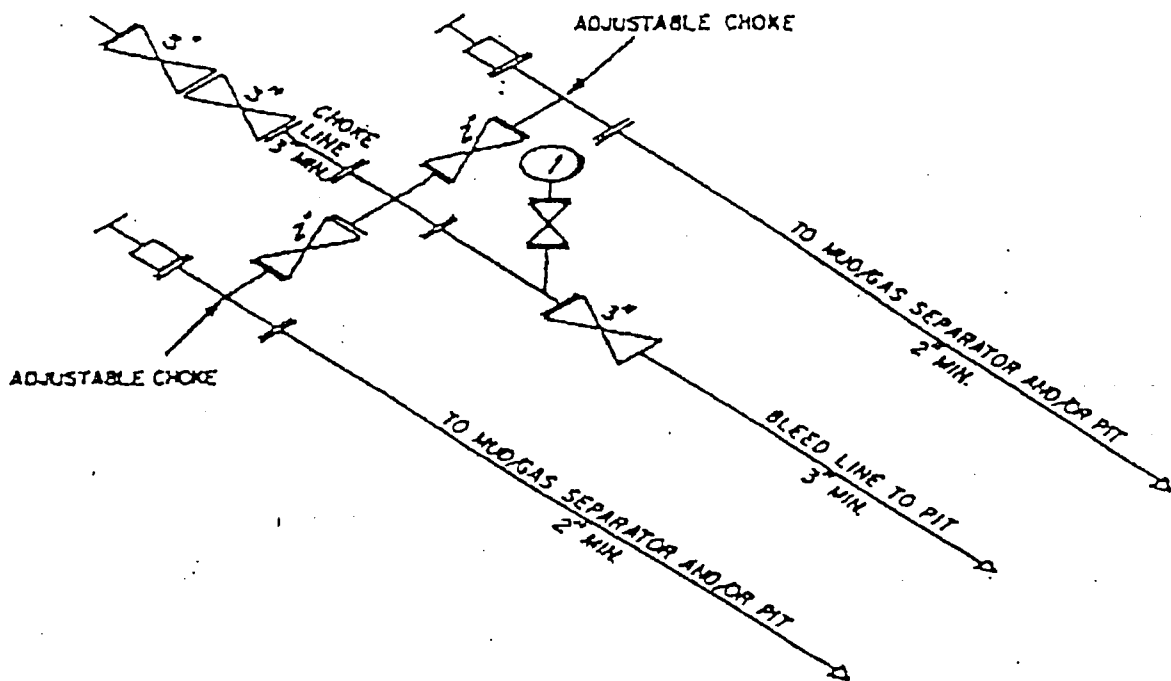 ADJUSTABLE CHOKE
3"
3"
CHOKE
LINE
3" MIN.
2"
2"
3"
ADJUSTABLE CHOKE
TO MUD/GAS SEPARATOR AND/OR PIT
2" MIN.
BLEED LINE TO PIT
3" MIN.
TO MUD/GAS SEPARATOR AND/OR PIT
2" MIN.